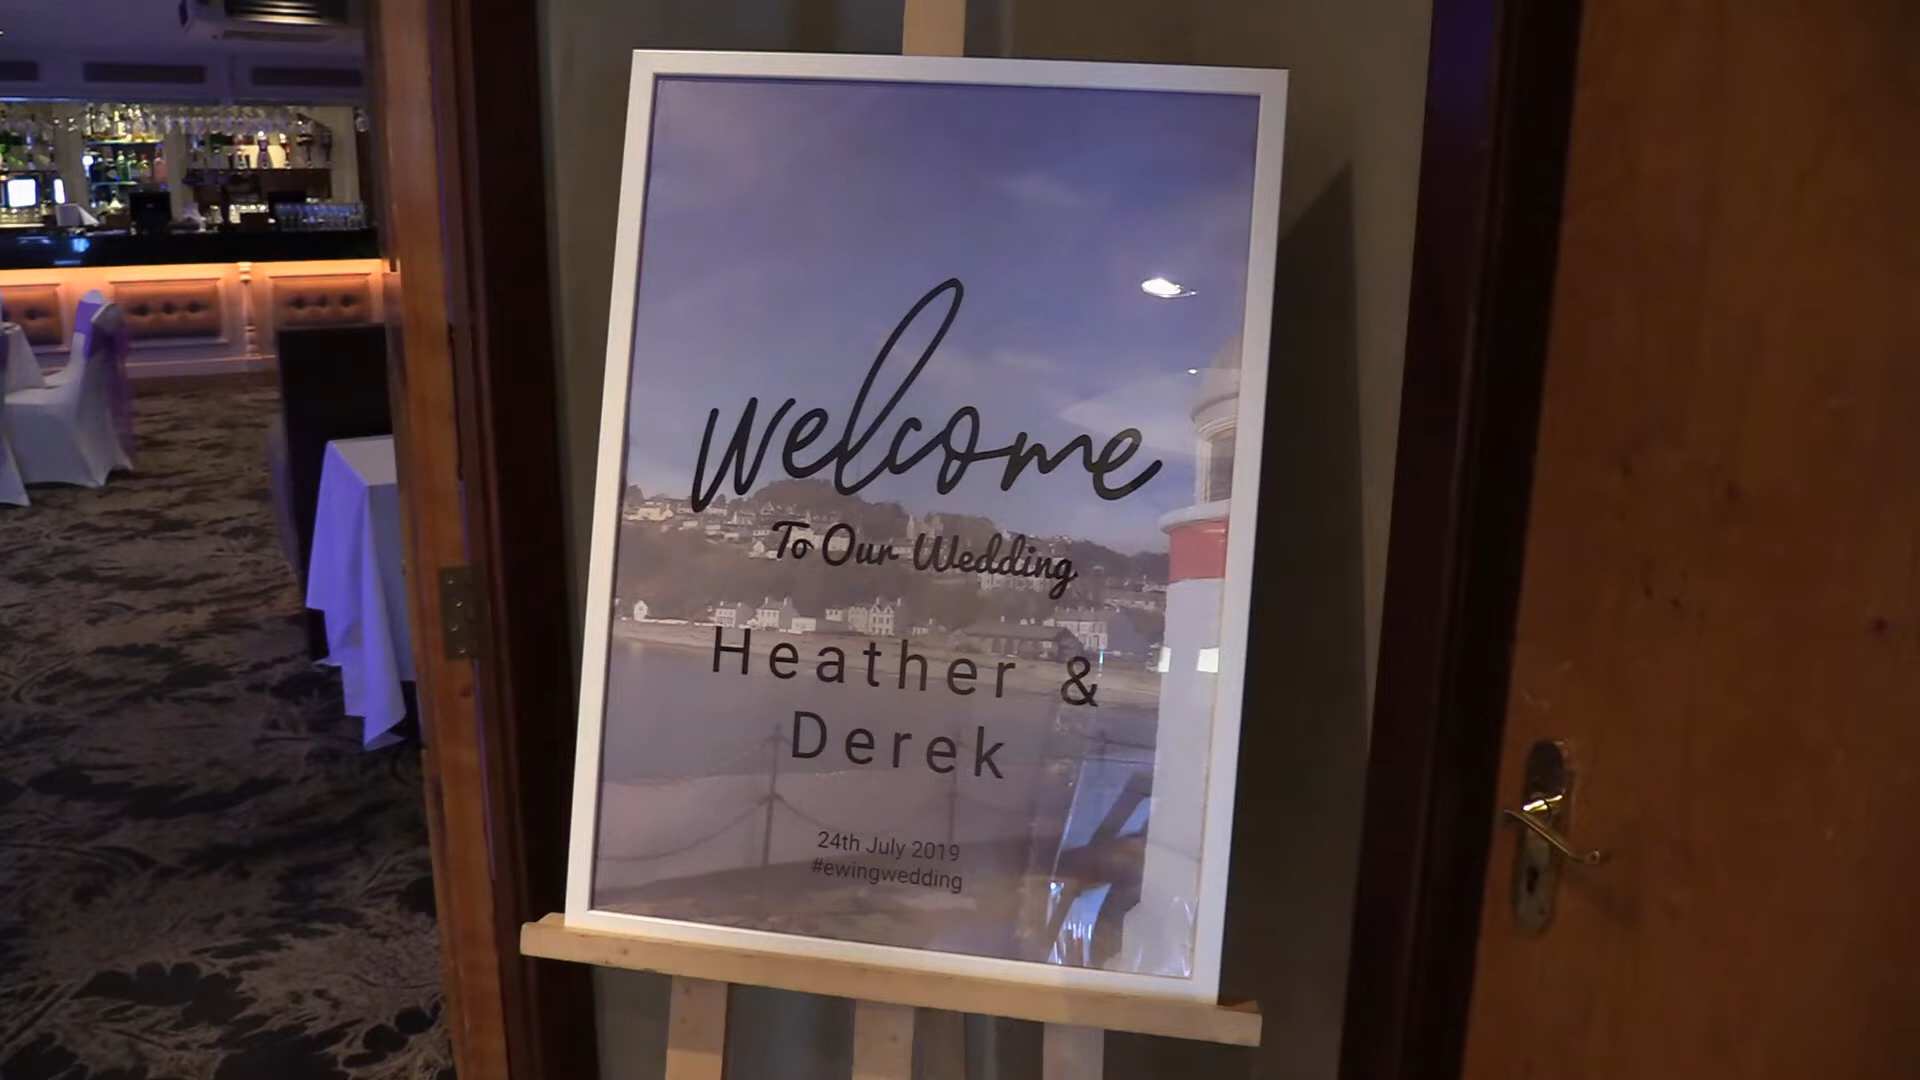 welcome
To Our Wedding
Heather &
Derek
24th July 2019
#ewingwedding